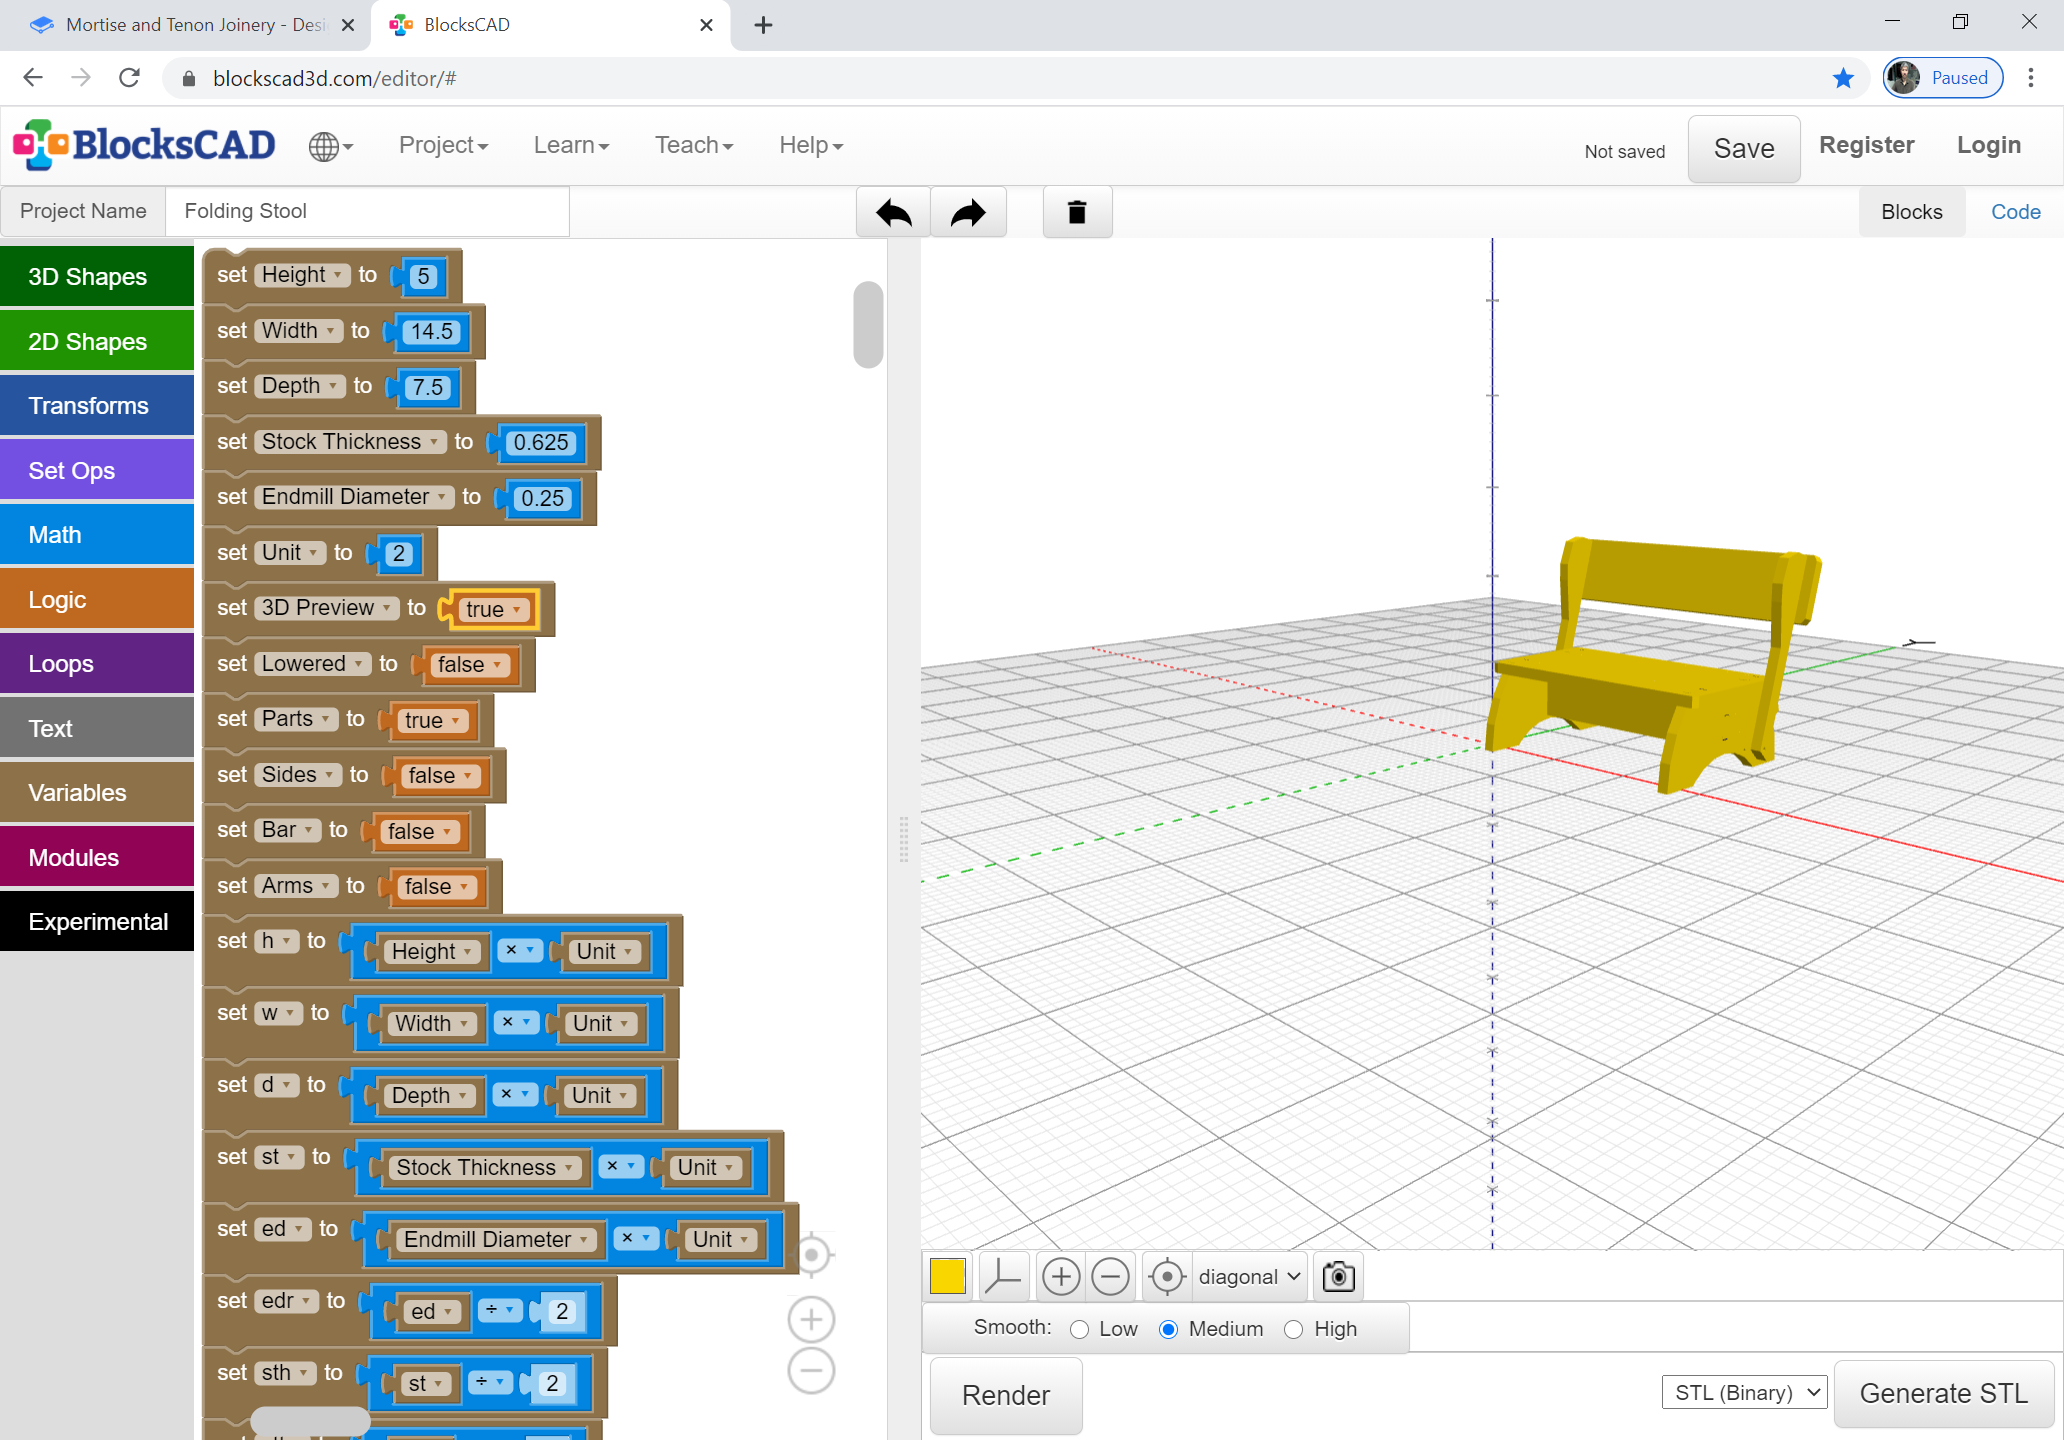 Mortise and Tenon Joinery - Desi
BlocksCAD
blockscad3d.com/editor/#
Paused
BlocksCAD
Project
Learn
Teach
Help
Not saved
Save
Register
Login
Project Name
Folding Stool
Blocks
Code
3D Shapes
2D Shapes
Transforms
Set Ops
Math
Logic
Loops
Text
Variables
Modules
Experimental
set Height to 5
set Width to 14.5
set Depth to 7.5
set Stock Thickness to 0.625
set Endmill Diameter to 0.25
set Unit to 2
set 3D Preview to true
set Lowered to false
set Parts to true
set Sides to false
set Bar to false
set Arms to false
set h to Height × Unit
set w to Width × Unit
set d to Depth × Unit
set st to Stock Thickness × Unit
set ed to Endmill Diameter × Unit
set edr to ed ÷ 2
set sth to st ÷ 2
diagonal
Smooth: Low Medium High
Render
STL (Binary)
Generate STL